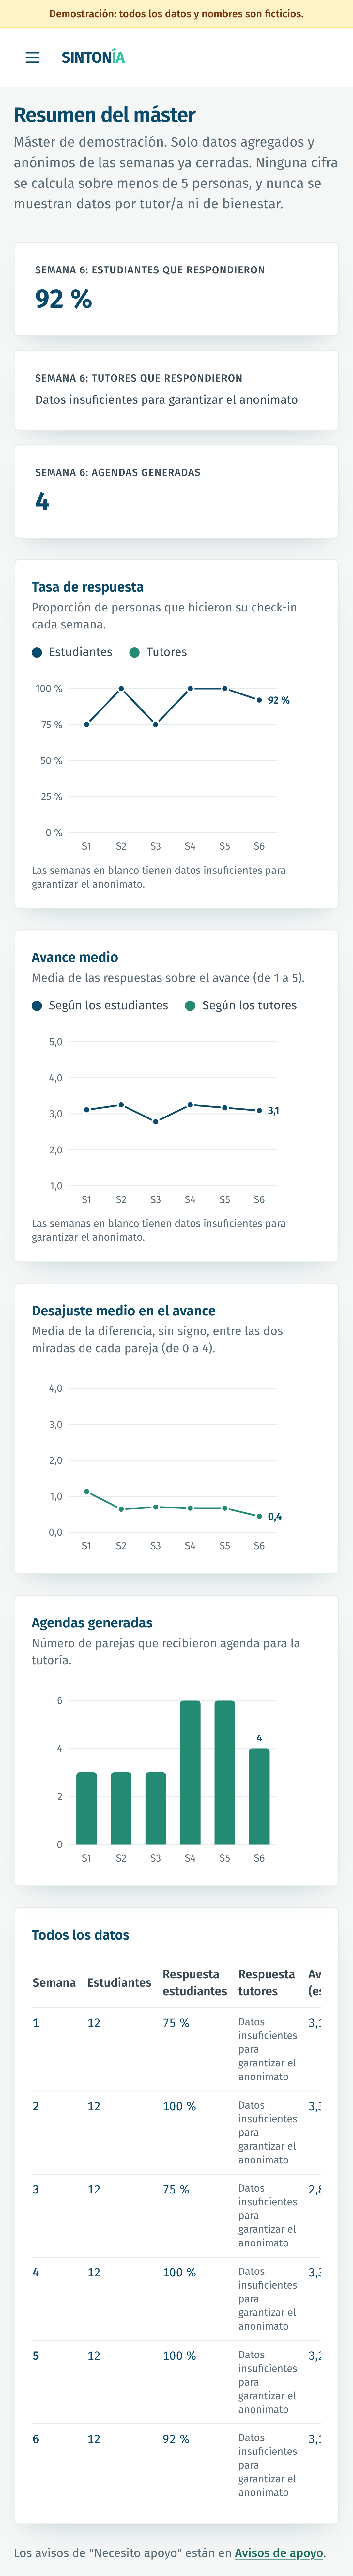 Demostración: todos los datos y nombres son ficticios.
SINTONÍA
Resumen del máster
Máster de demostración. Solo datos agregados y
anónimos de las semanas ya cerradas. Ninguna cifra
se calcula sobre menos de 5 personas, y nunca se
muestran datos por tutor/a ni de bienestar.
SEMANA 6: ESTUDIANTES QUE RESPONDIERON
92 %
SEMANA 6: TUTORES QUE RESPONDIERON
Datos insuficientes para garantizar el anonimato
SEMANA 6: AGENDAS GENERADAS
4
Tasa de respuesta
Proporción de personas que hicieron su check-in
cada semana.
Estudiantes Tutores
100 %
92 %
75 %
50 %
25 %
0 %
S1 S2 S3 S4 S5 S6
Las semanas en blanco tienen datos insuficientes para
garantizar el anonimato.
Avance medio
Media de las respuestas sobre el avance (de 1 a 5).
Según los estudiantes Según los tutores
5,0
4,0
3,0
3,1
2,0
1,0
S1 S2 S3 S4 S5 S6
Las semanas en blanco tienen datos insuficientes para
garantizar el anonimato.
Desajuste medio en el avance
Media de la diferencia, sin signo, entre las dos
miradas de cada pareja (de 0 a 4).
4,0
3,0
2,0
1,0
0,4
0,0
S1 S2 S3 S4 S5 S6
Agendas generadas
Número de parejas que recibieron agenda para la
tutoría.
6
4
4
2
0
S1 S2 S3 S4 S5 S6
Todos los datos
Semana Estudiantes Respuesta estudiantes Respuesta tutores Av
1 12 75 % Datos insuficientes para garantizar el anonimato
2 12 100 % Datos insuficientes para garantizar el anonimato
3 12 75 % Datos insuficientes para garantizar el anonimato
4 12 100 % Datos insuficientes para garantizar el anonimato
5 12 100 % Datos insuficientes para garantizar el anonimato
6 12 92 % Datos insuficientes para garantizar el anonimato
Los avisos de "Necesito apoyo" están en Avisos de apoyo.